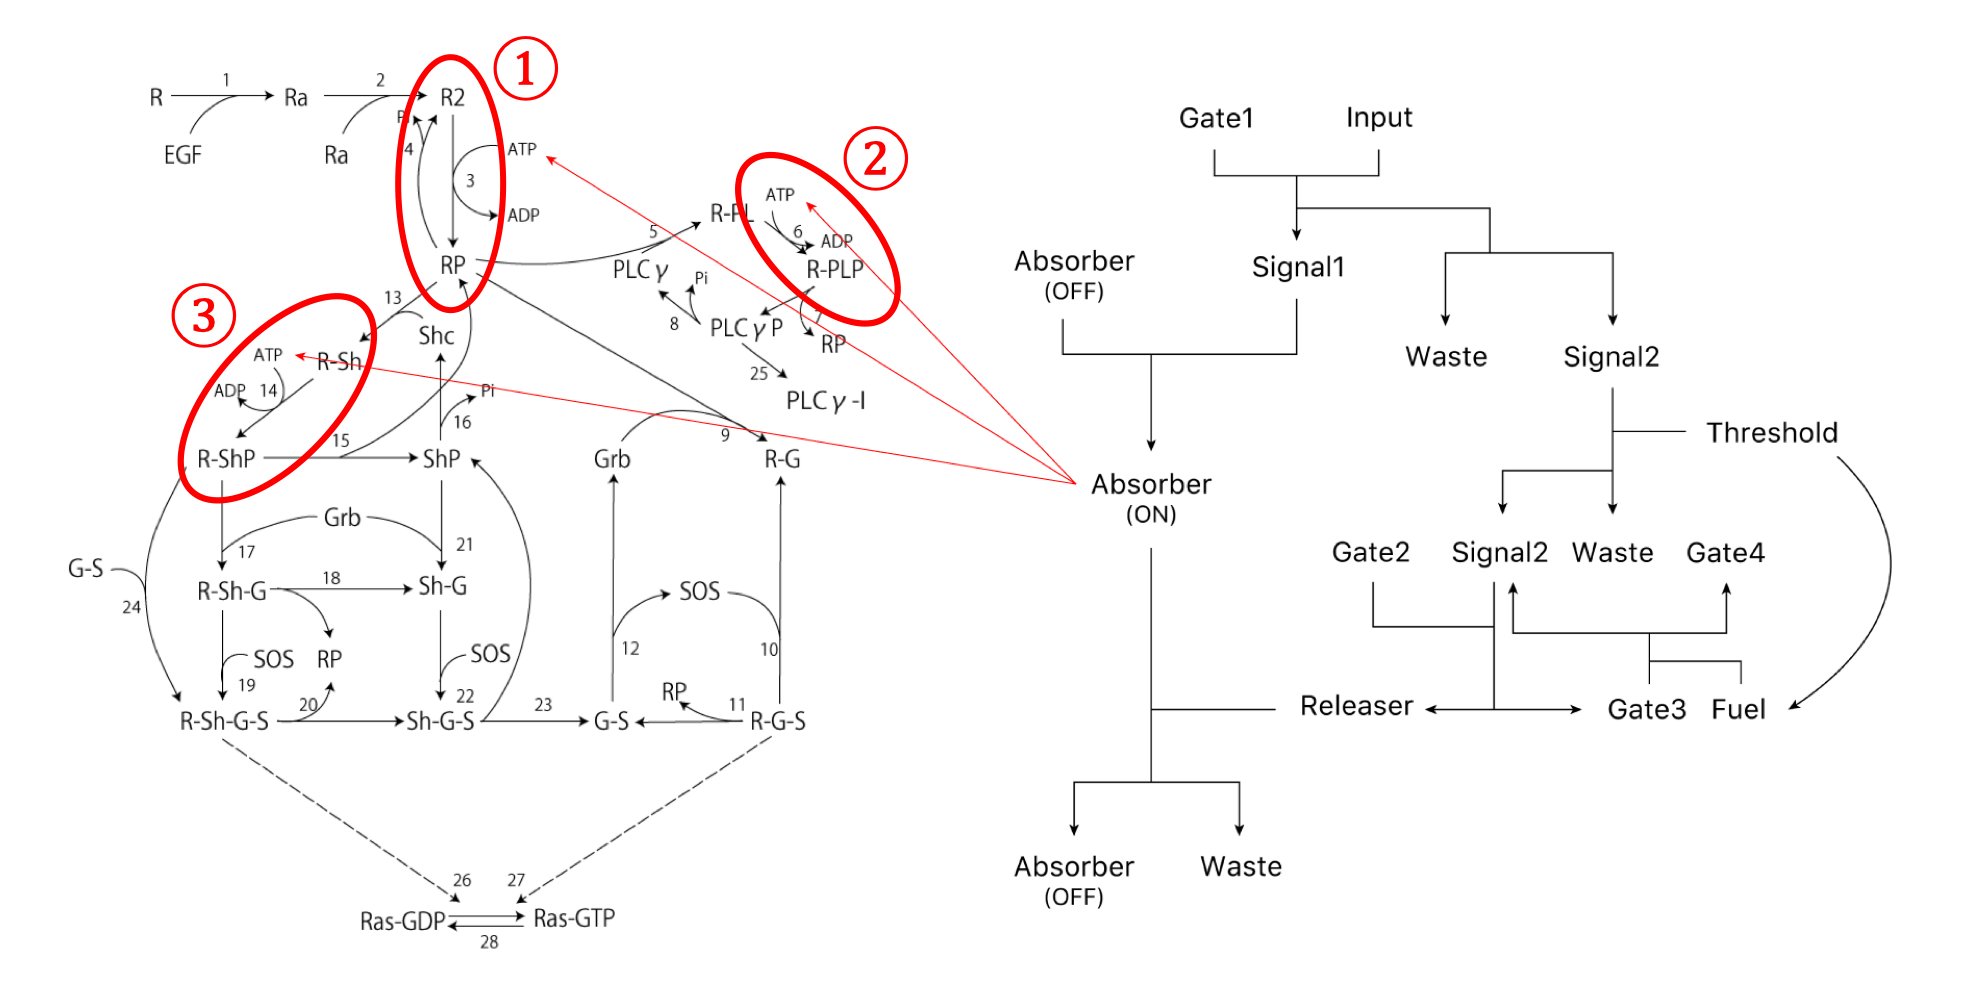 ①
R
1
Ra
2
R2
EGF
Ra
Pi
4
ATP
3
ADP
RP
②
ATP
R-PL
6
ADP
5
PLCγ
R-PLP
Pi
7
8
PLCγP
RP
25
PLCγ-I
③
13
Shc
ATP
R-Sh
ADP
14
Pi
16
15
R-ShP
ShP
9
Grb
R-G
Grb
17
21
G-S
24
R-Sh-G
18
Sh-G
SOS
12
10
SOS
RP
SOS
19
22
20
23
RP
11
R-Sh-G-S
Sh-G-S
G-S
R-G-S
26
27
Ras-GDP
Ras-GTP
28
Gate1
Input
Absorber
(OFF)
Signal1
Waste
Signal2
Threshold
Absorber
(ON)
Gate2
Signal2
Waste
Gate4
Releaser
Gate3
Fuel
Absorber
(OFF)
Waste